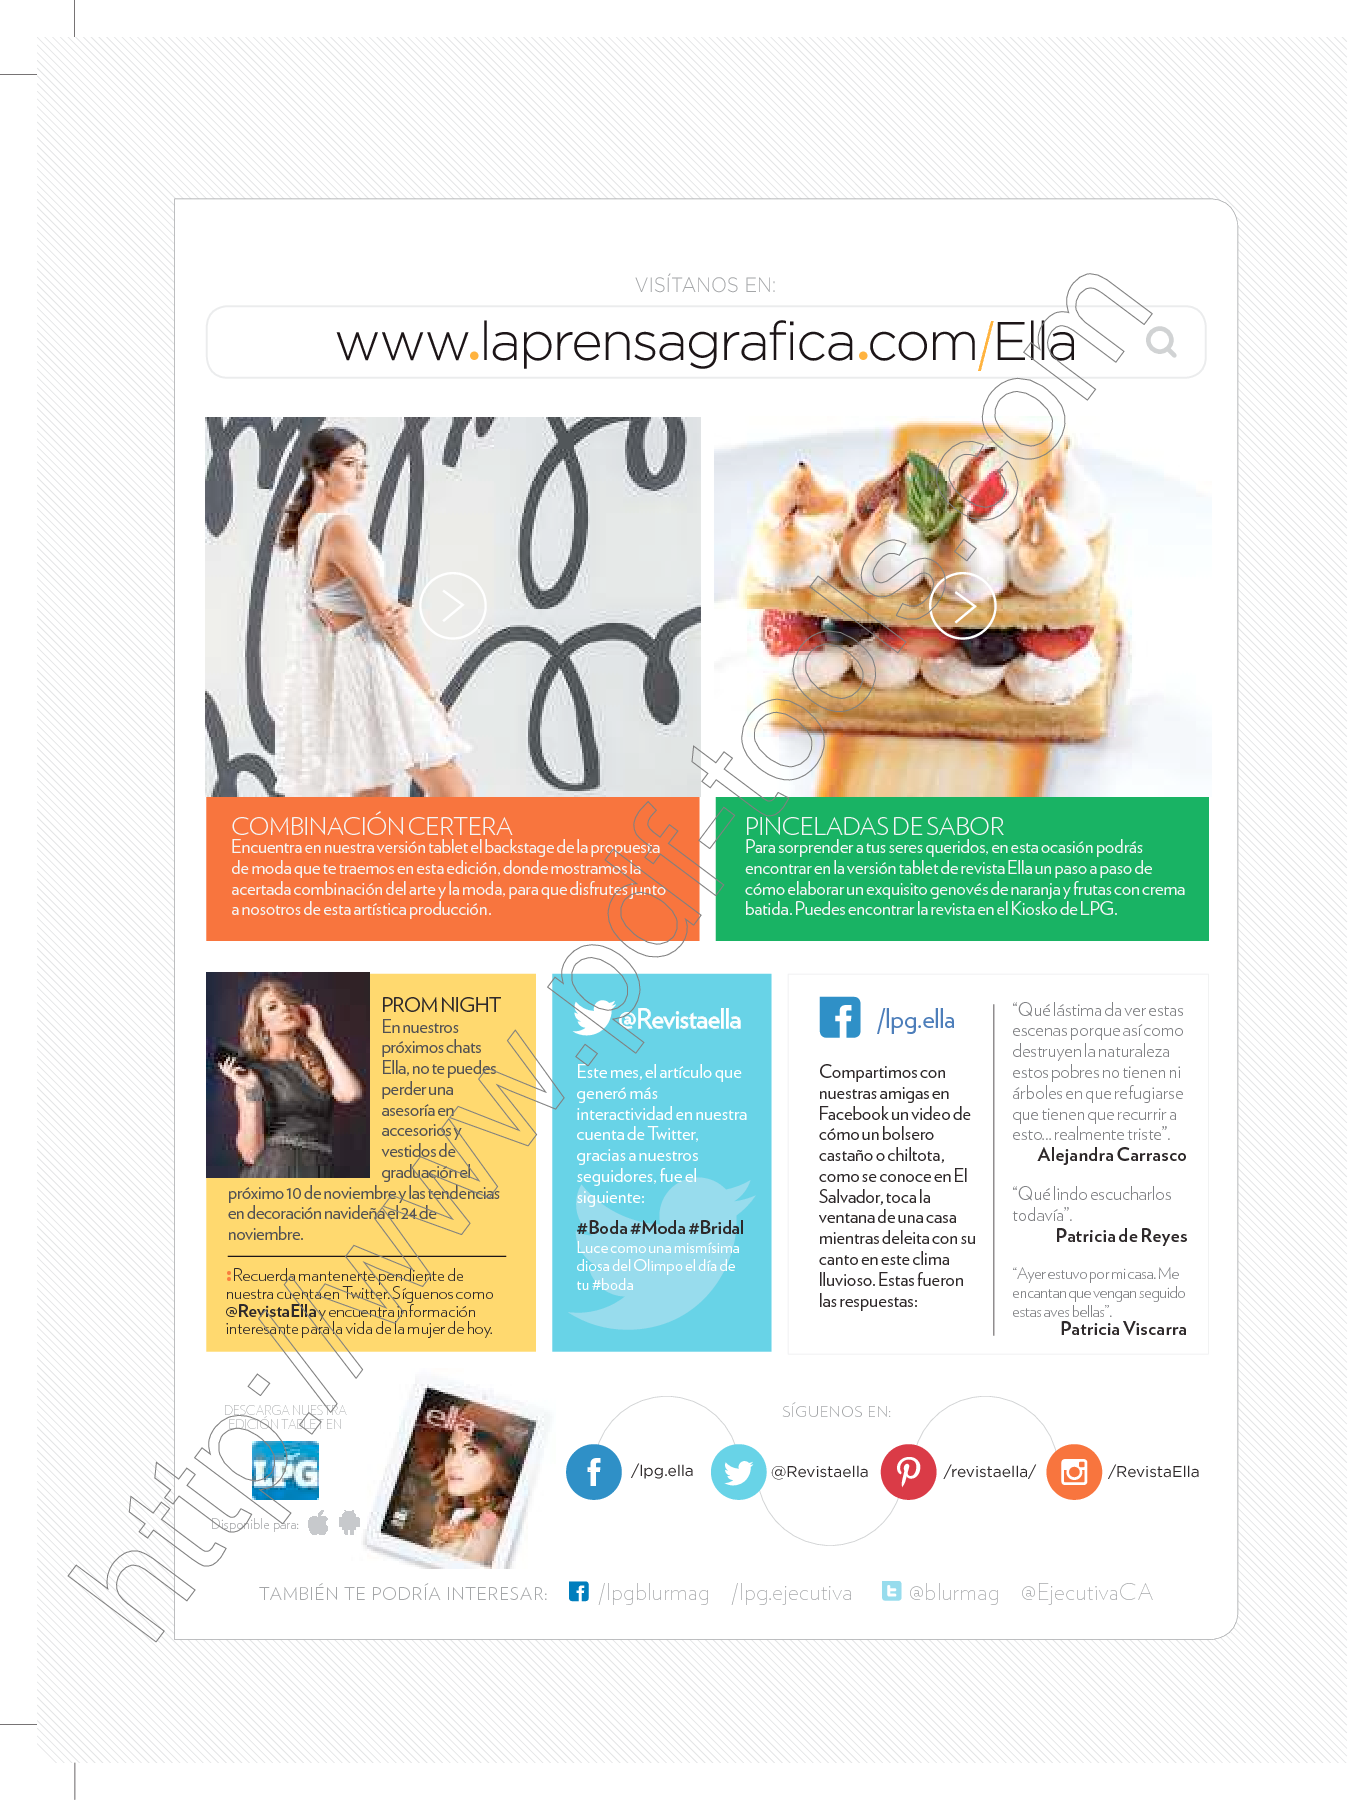 VISÍTANOS EN:
www.laprensagrafica.com/Ella
COMBINACIÓN CERTERA
Encuentra en nuestra versión tablet el backstage de la propuesta
de moda que te traemos en esta edición, donde mostramos la
acertada combinación del arte y la moda, para que disfrutes junto
a nosotros de esta artística producción.
PINCELADAS DE SABOR
Para sorprender a tus seres queridos, en esta ocasión podrás
encontrar en la versión tablet de revista Ella un paso a paso de
cómo elaborar un exquisito genovés de naranja y frutas con crema
batida. Puedes encontrar la revista en el Kiosko de LPG.
PROM NIGHT
En nuestros
próximos chats
Ella, no te puedes
perder una
asesoría en
accesorios y
vestidos de
graduación el
próximo 10 de noviembre y las tendencias
en decoración navideña el 24 de
noviembre.
:Recuerda mantenerte pendiente de
nuestra cuenta en Twitter. Síguenos como
@RevistaElla y encuentra información
interesante para la vida de la mujer de hoy.
@Revistaella
Este mes, el artículo que
generó más
interactividad en nuestra
cuenta de Twitter,
gracias a nuestros
seguidores, fue el
siguiente:
#Boda #Moda #Bridal
Luce como una mismísima
diosa del Olimpo el día de
tu #boda
/lpg.ella
Compartimos con
nuestras amigas en
Facebook un video de
cómo un bolsero
castaño o chiltota,
como se conoce en El
Salvador, toca la
ventana de una casa
mientras deleita con su
canto en este clima
lluvioso. Estas fueron
las respuestas:
“Qué lástima da ver estas
escenas porque así como
destruyen la naturaleza
estos pobres no tienen ni
árboles en que refugiarse
que tienen que recurrir a
esto... realmente triste”.
Alejandra Carrasco
“Qué lindo escucharlos
todavía”.
Patricia de Reyes
“Ayer estuvo por mi casa. Me
encantan que vengan seguido
estas aves bellas”.
Patricia Viscarra
DESCARGA NUESTRA
EDICIÓN TABLET EN
LPG
Disponible para:
ella
SÍGUENOS EN:
/lpg.ella
@Revistaella
/revistaella/
/RevistaElla
TAMBIÉN TE PODRÍA INTERESAR:
/lpgblurmag /lpg.ejecutiva
@blurmag @EjecutivaCA
http://www.pdf-tools.com